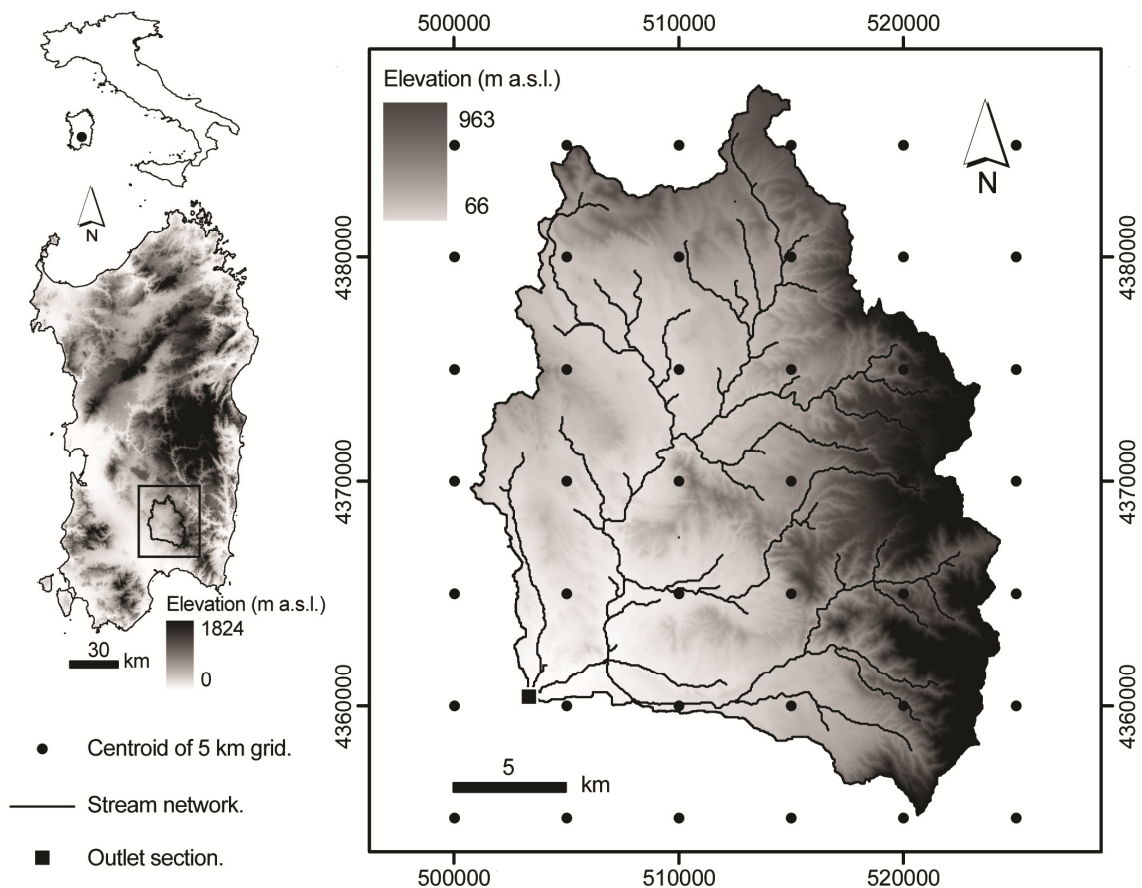 500000
510000
520000
Elevation (m a.s.l.)
963
66
N
4380000
4370000
4360000
4380000
4370000
4360000
5
km
500000
510000
520000
N
Elevation (m a.s.l.)
1824
0
30
km
Centroid of 5 km grid.
Stream network.
Outlet section.